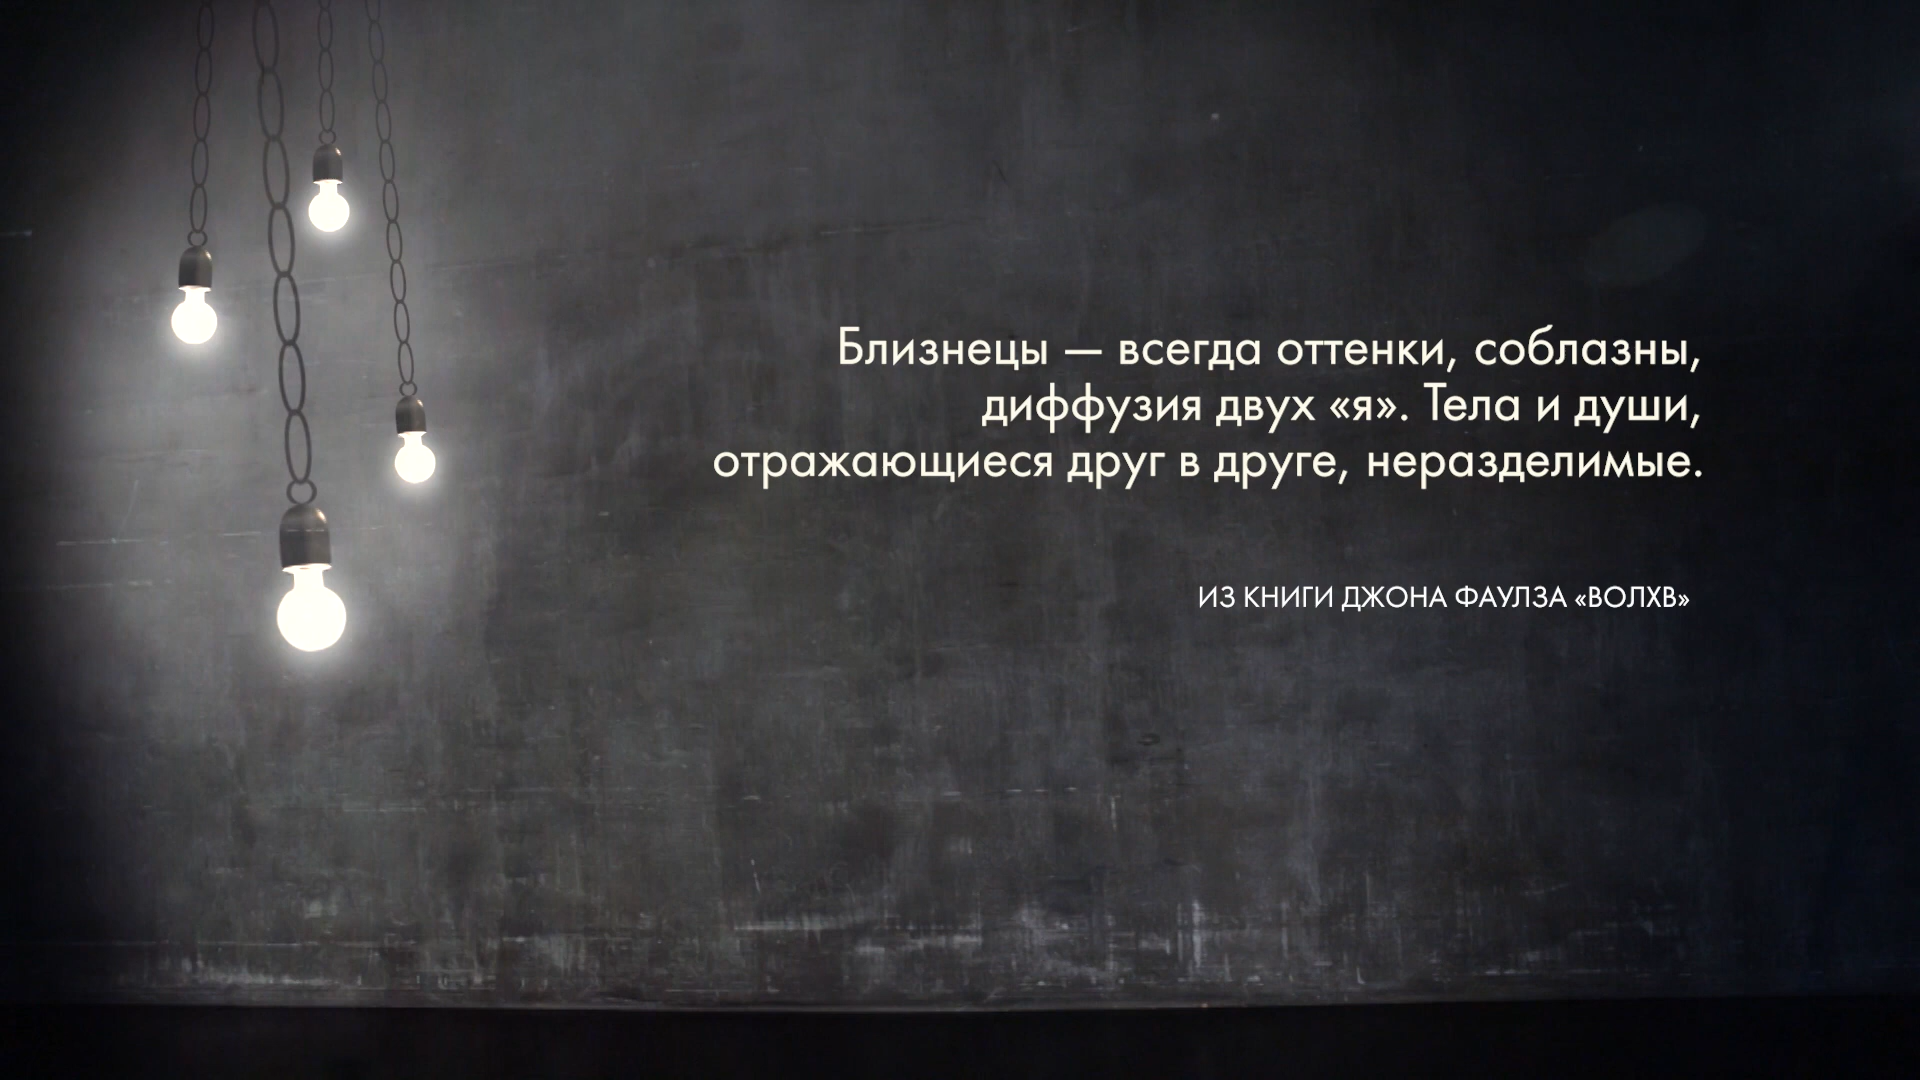 Близнецы — всегда оттенки, соблазны,
диффузия двух «я». Тела и души,
отражающиеся друг в друге, неразделимые.
ИЗ КНИГИ ДЖОНА ФАУЛЗА «ВОЛХВ»